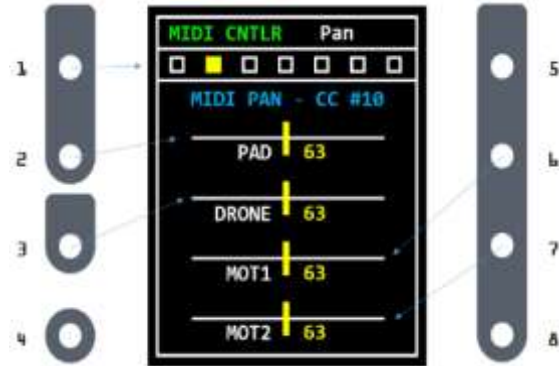 MIDI CNTLR Pan
MIDI PAN - CC #10
PAD 63
DRONE 63
MOT1 63
MOT2 63
1
2
3
4
5
6
7
8